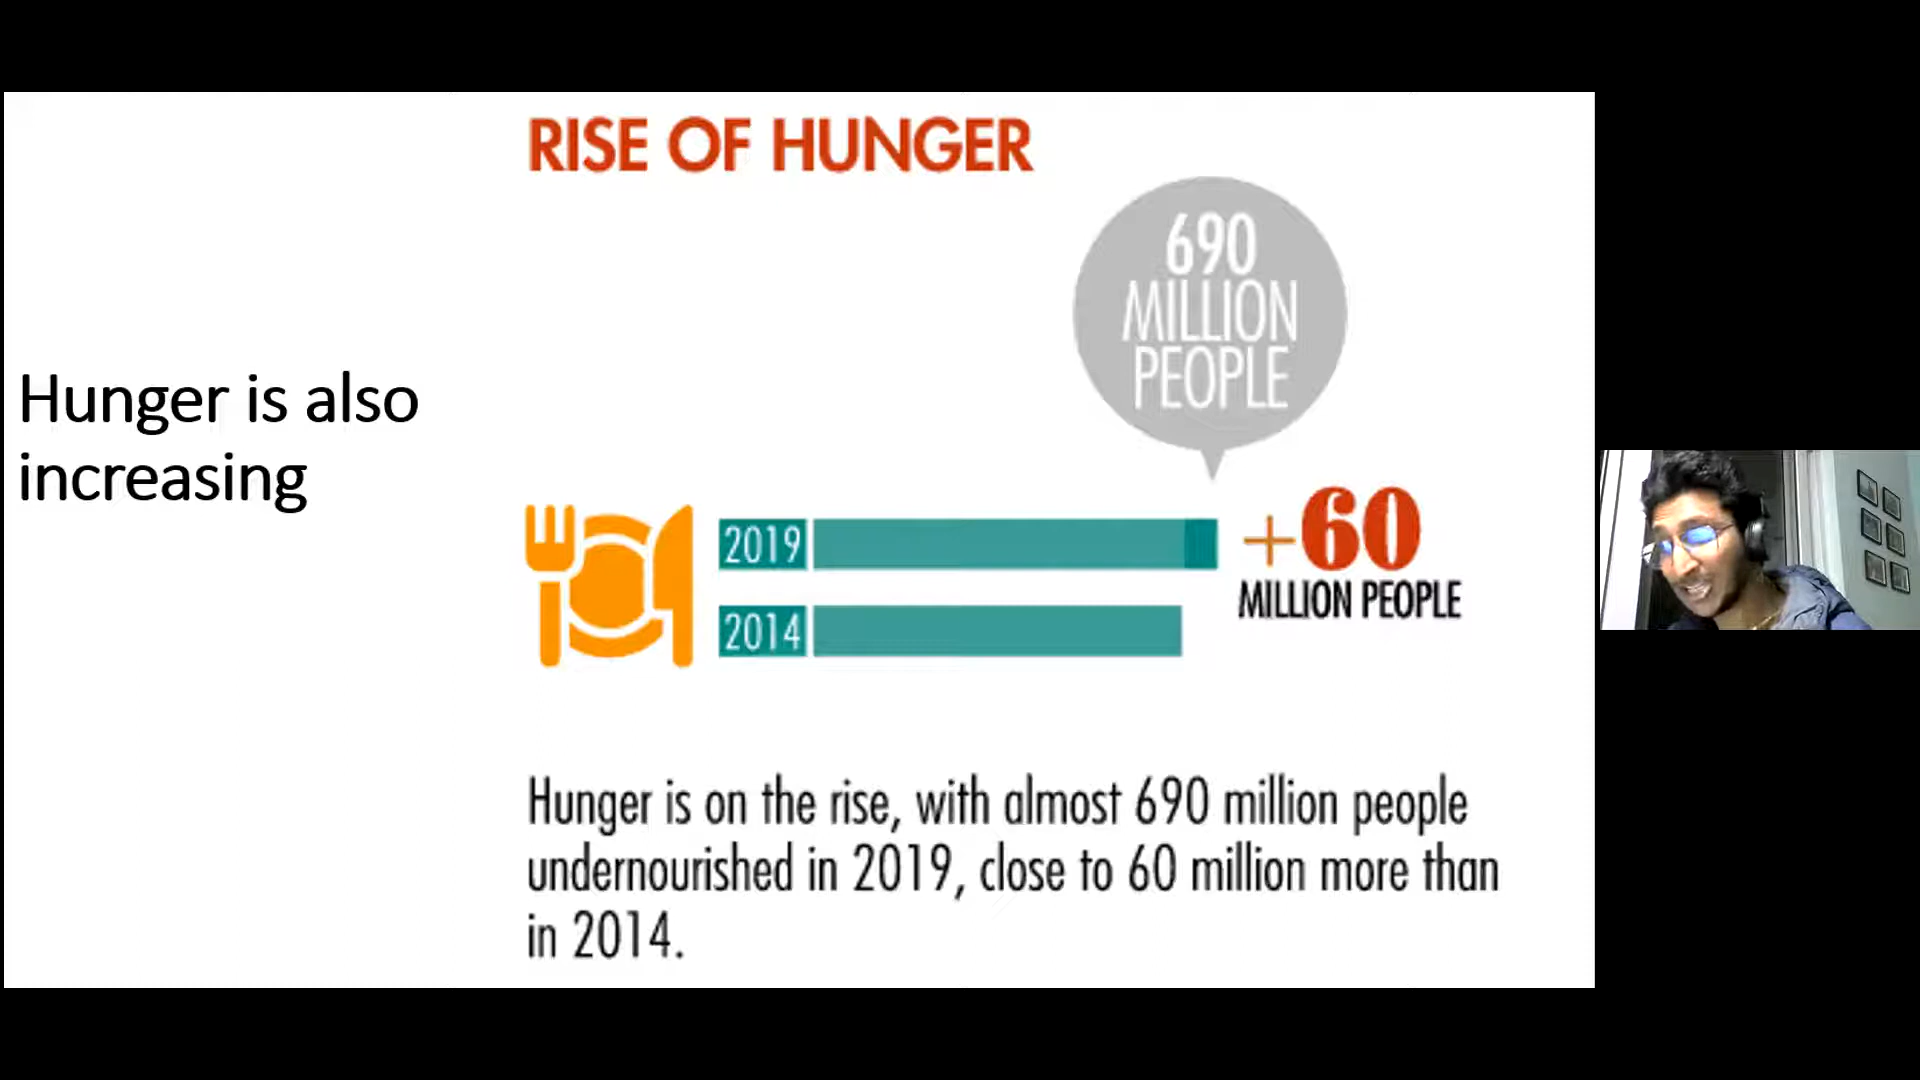 RISE OF HUNGER
690
MILLION
PEOPLE
Hunger is also
increasing
2019
+60
MILLION PEOPLE
2014
Hunger is on the rise, with almost 690 million people
undernourished in 2019, close to 60 million more than
in 2014.